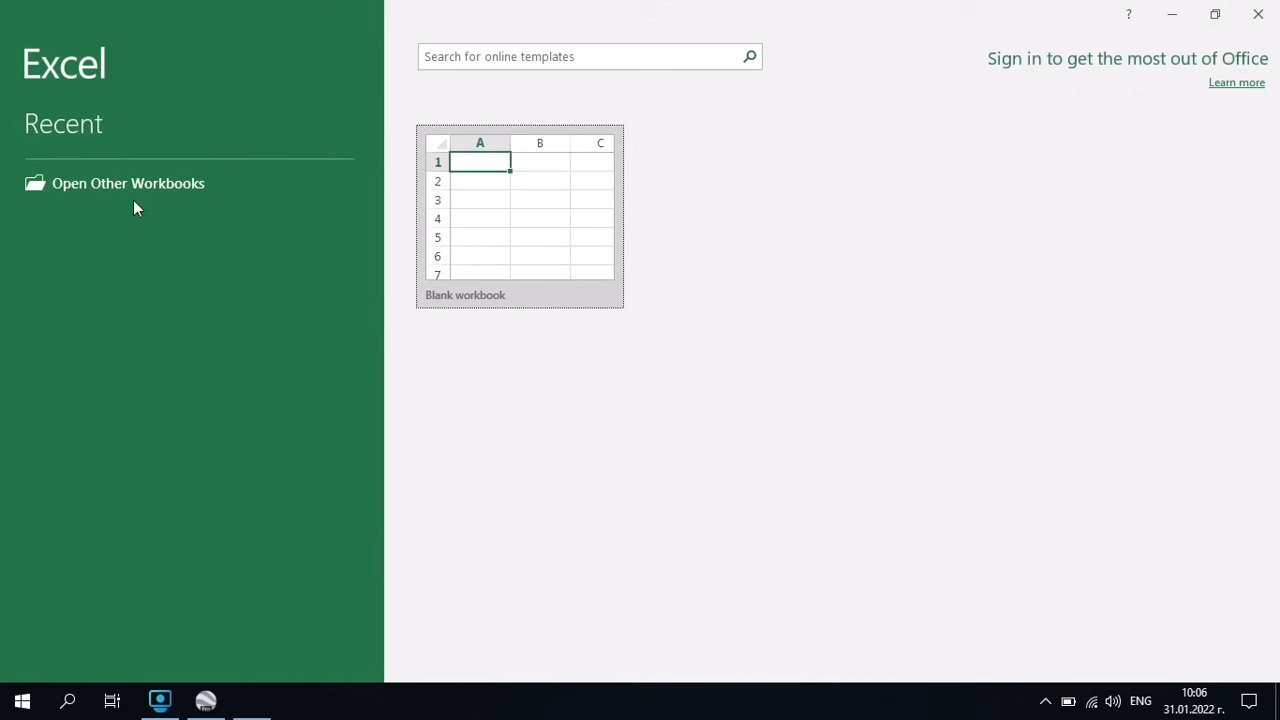 Excel
Recent
Open Other Workbooks
Search for online templates
?
Sign in to get the most out of Office
Learn more
A B C
1
2
3
4
5
6
7
Blank workbook
ENG
10:06
31.01.2022 г.